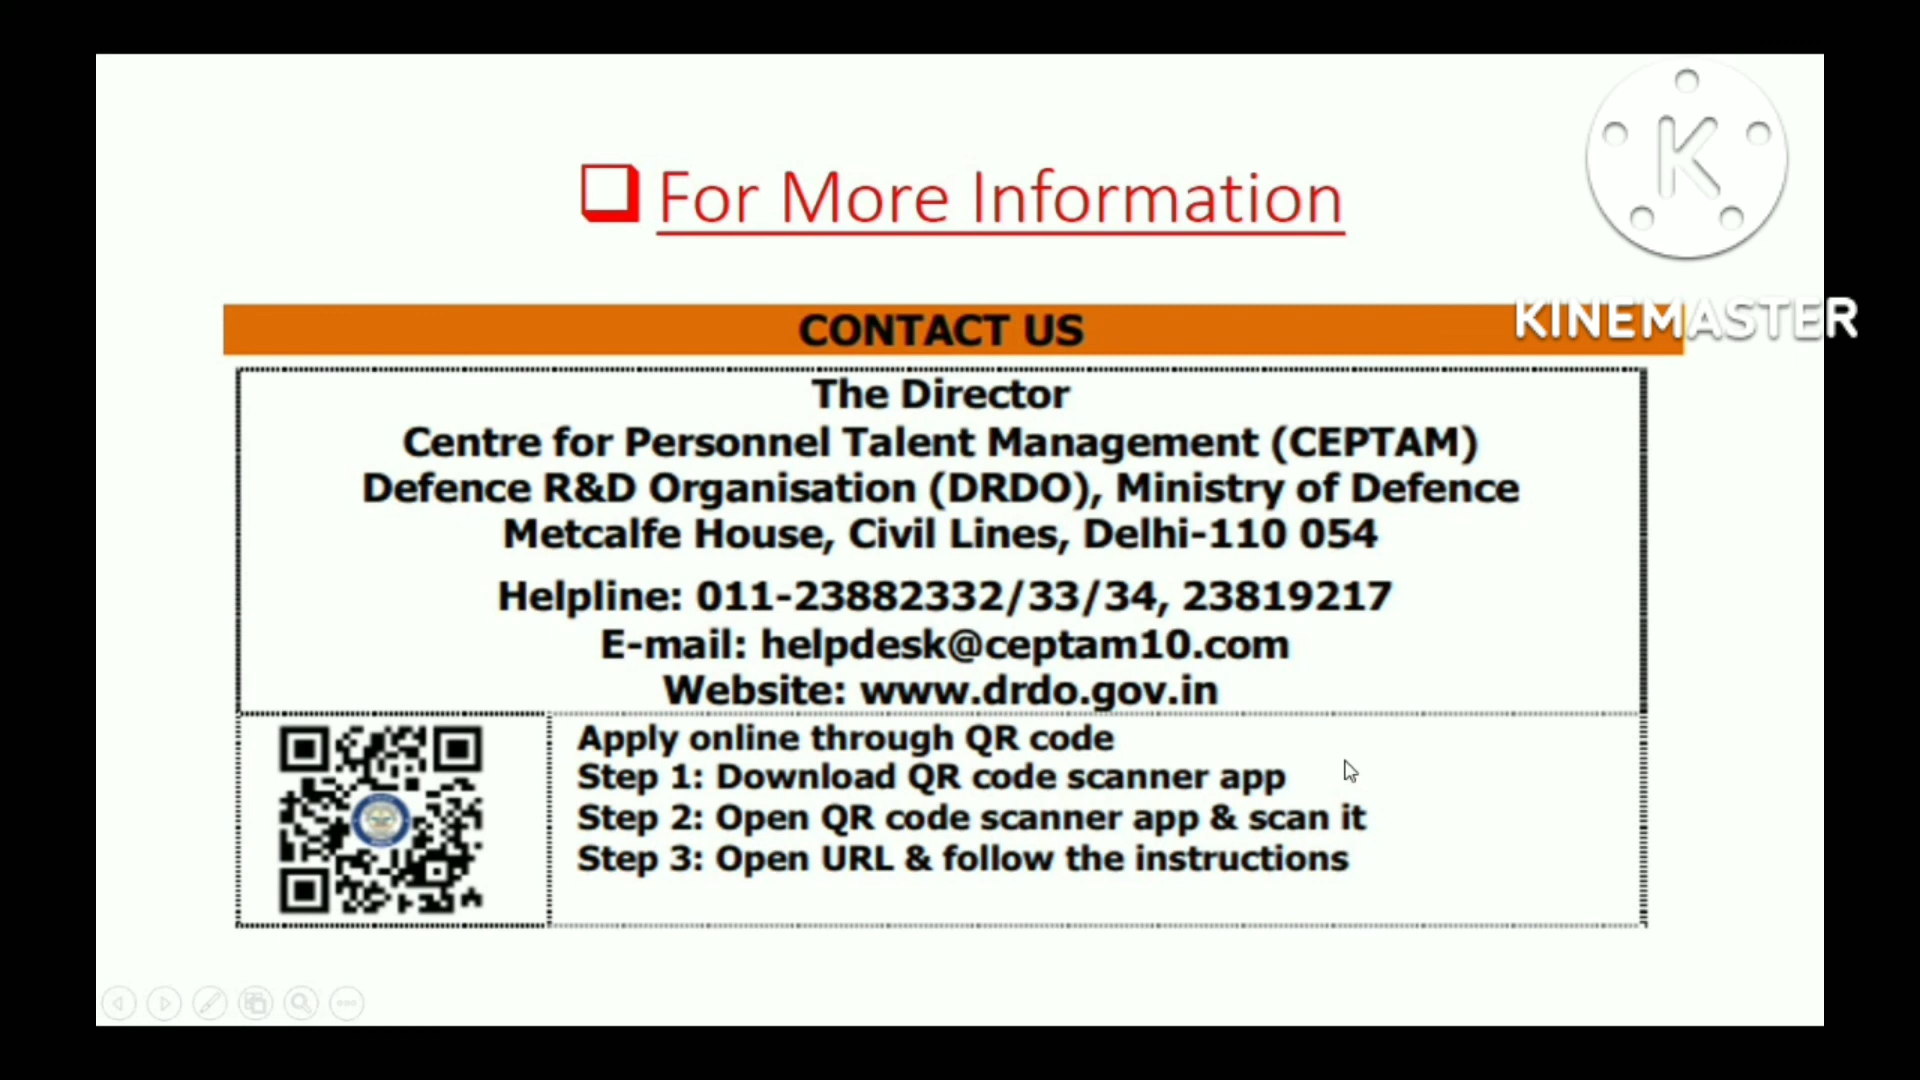 For More Information
K
KINEMASTER
CONTACT US
The Director
Centre for Personnel Talent Management (CEPTAM)
Defence R&D Organisation (DRDO), Ministry of Defence
Metcalfe House, Civil Lines, Delhi-110 054
Helpline: 011-23882332/33/34, 23819217
E-mail: helpdesk@ceptam10.com
Website: www.drdo.gov.in
Apply online through QR code
Step 1: Download QR code scanner app
Step 2: Open QR code scanner app & scan it
Step 3: Open URL & follow the instructions